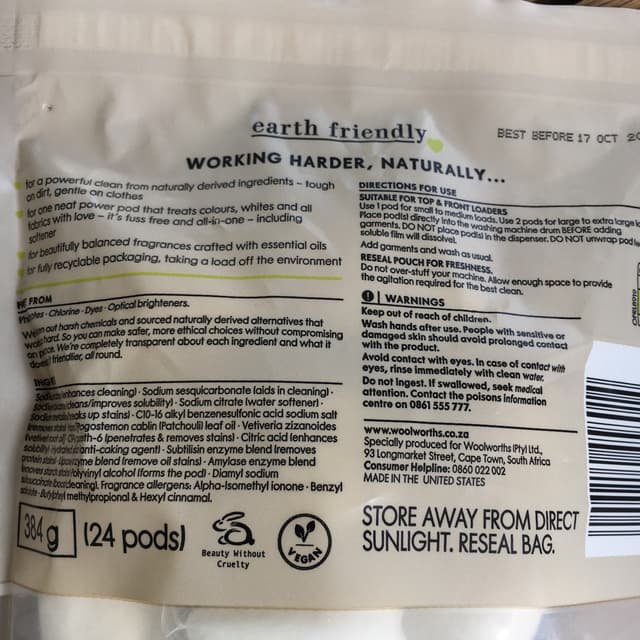 earth friendly
BEST BEFORE 17 OCT 20
WORKING HARDER, NATURALLY...
for a powerful clean from naturally derived ingredients – tough
on dirt, gentle on clothes
for one neat power pod that treats colours, whites and all
fabrics with love – it's fuss free and all-in-one – including
softener
for beautifully balanced fragrances crafted with essential oils
for fully recyclable packaging, taking a load off the environment
FROM
Chlorine · Dyes · Optical brighteners.
out harsh chemicals and sourced naturally derived alternatives that
hard. So you can make safer, more ethical choices without compromising
We're completely transparent about each ingredient and what it
friendlier, all round.
cleaning) · Sodium sesquicarbonate (aids in cleaning) ·
cleans/improves solubility) · Sodium citrate (water softener) ·
up stains) · C10-16 alkyl benzenesulfonic acid sodium salt
Pogostemon cablin (Patchouli) leaf oil · Vetiveria zizanoides
(penetrates & removes stains) · Citric acid (enhances
anti-caking agent) · Subtilisin enzyme blend (removes
enzyme blend (remove oil stains) · Amylase enzyme blend
Polyvinyl alcohol (forms the pod) · Diamyl sodium
Fragrance allergens: Alpha-Isomethyl ionone · Benzyl
methylpropional & Hexyl cinnamal.
384g (24 pods)
Beauty Without
Cruelty
VEGAN
DIRECTIONS FOR USE
SUITABLE FOR TOP & FRONT LOADERS
Use 1 pod for small to medium loads. Use 2 pods for large to extra large
Place pod(s) directly into the washing machine drum BEFORE adding
garments. DO NOT place pod(s) in the dispenser. DO NOT unwrap pod
soluble film will dissolve.
Add garments and wash as usual.
RESEAL POUCH FOR FRESHNESS.
Do not over-stuff your machine. Allow enough space to provide
the agitation required for the best clean.
! WARNINGS
Keep out of reach of children.
Wash hands after use. People with sensitive or
damaged skin should avoid prolonged contact
with the product.
Avoid contact with eyes. In case of contact with
eyes, rinse immediately with clean water.
Do not ingest. If swallowed, seek medical
attention. Contact the poisons information
centre on 0861 555 777.
www.woolworths.co.za
Specially produced for Woolworths (Pty) Ltd.,
93 Longmarket Street, Cape Town, South Africa
Consumer Helpline: 0860 022 002
MADE IN THE UNITED STATES
STORE AWAY FROM DIRECT
SUNLIGHT. RESEAL BAG.